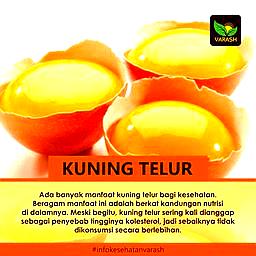 VARASH
KUNING TELUR
Ada banyak manfaat kuning telur bagi kesehatan.
Beragam manfaat ini adalah berkat kandungan nutrisi
di dalamnya. Meski begitu, kuning telur sering kali dianggap
sebagai penyebab tingginya kolesterol, jadi sebaiknya tidak
dikonsumsi secara berlebihan.
#infokesehatanvarash